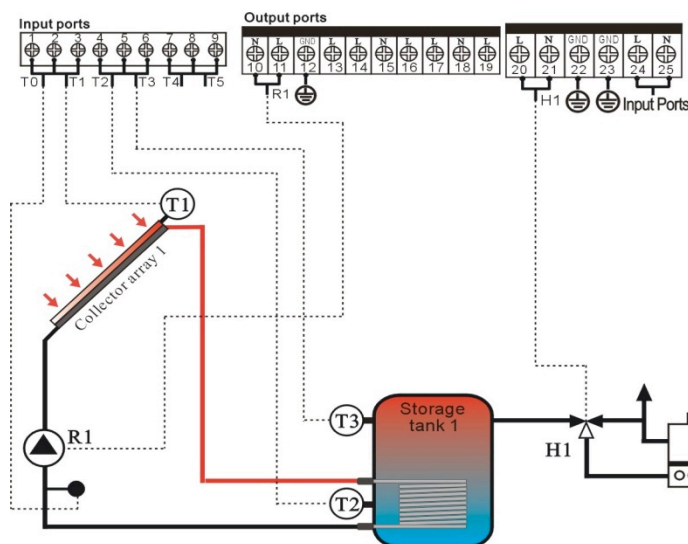 Input ports
1 2 3 4 5 6 7 8 9
T0 T1 T2 T3 T4 T5
Output ports
N L GND L L N L N L
10 11 12 13 14 15 16 17 18 19
R1
L N GND GND L N
20 21 22 23 24 25
H1
Input Ports
T1
Collector array 1
R1
T3
Storage
tank 1
T2
H1